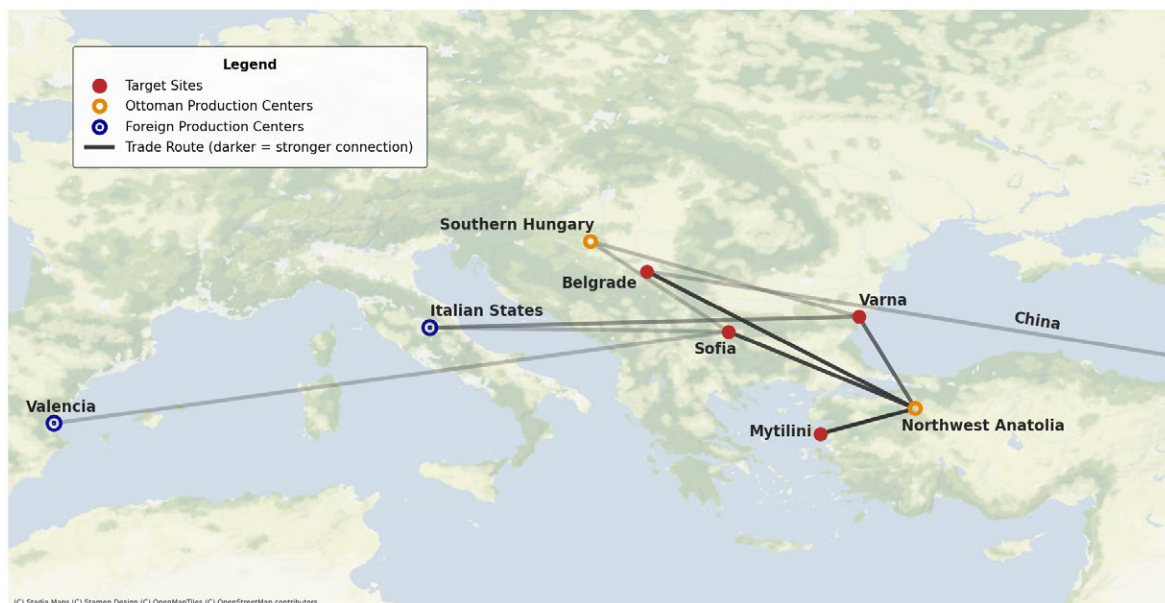 Legend
Target Sites
Ottoman Production Centers
Foreign Production Centers
Trade Route (darker = stronger connection)
Southern Hungary
Belgrade
Italian States
Varna
China
Sofia
Valencia
Mytilini
Northwest Anatolia
(C) Stadia Maps (C) Stamen Design (C) OpenMapTiles (C) OpenStreetMap contributors